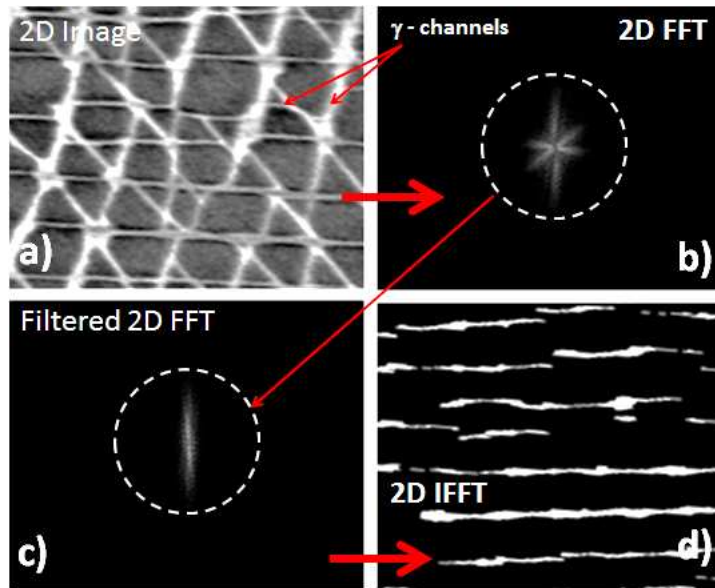 2D Image
γ - channels
2D FFT
a)
b)
Filtered 2D FFT
2D IFFT
c)
d)